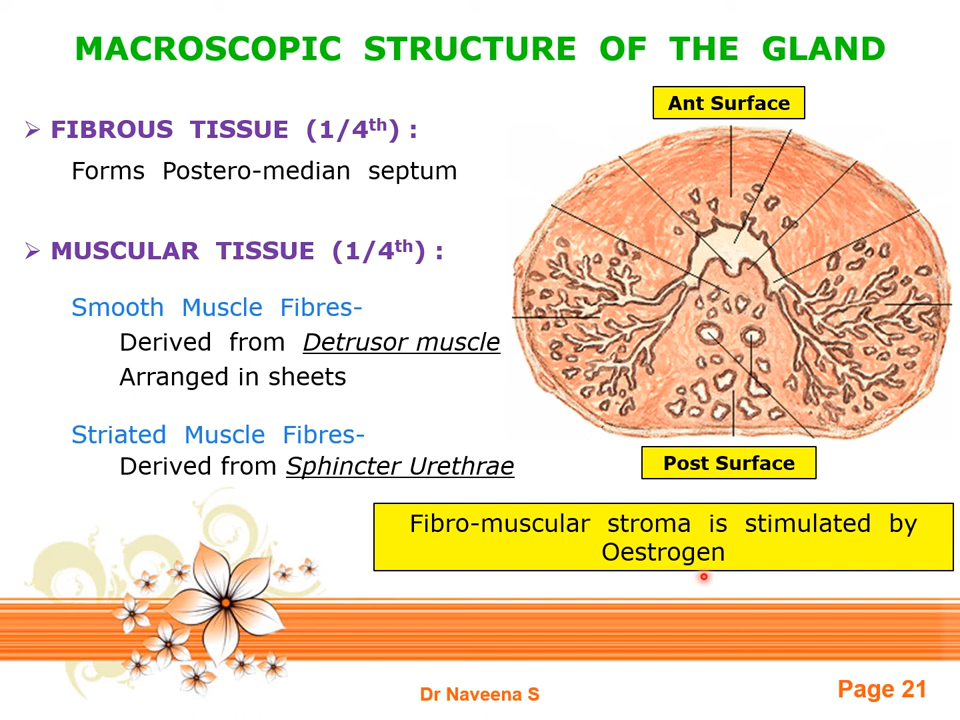 MACROSCOPIC STRUCTURE OF THE GLAND
Ant Surface
➢ FIBROUS TISSUE (1/4th) :
Forms Postero-median septum
➢ MUSCULAR TISSUE (1/4th) :
Smooth Muscle Fibres-
Derived from Detrusor muscle
Arranged in sheets
Striated Muscle Fibres-
Derived from Sphincter Urethrae
Post Surface
Fibro-muscular stroma is stimulated by
Oestrogen
Dr Naveena S
Page 21